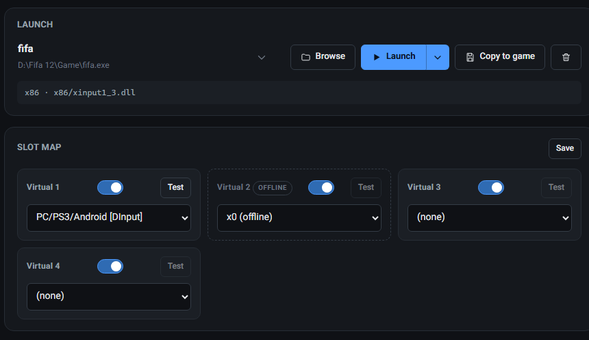 LAUNCH
fifa
D:\Fifa 12\Game\fifa.exe
Browse
Launch
Copy to game
x86 · x86/xinput1_3.dll
SLOT MAP
Save
Virtual 1
Test
PC/PS3/Android [DInput]
Virtual 2 OFFLINE
Test
x0 (offline)
Virtual 3
Test
(none)
Virtual 4
Test
(none)